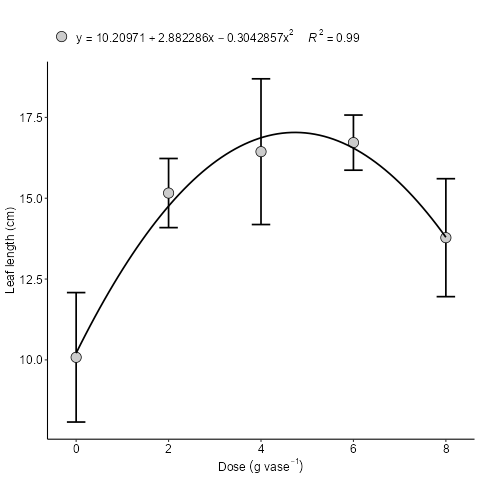 y = 10.20971 + 2.882286x − 0.3042857x² R² = 0.99
17.5
15.0
12.5
10.0
Leaf length (cm)
0 2 4 6 8
Dose (g vase⁻¹)